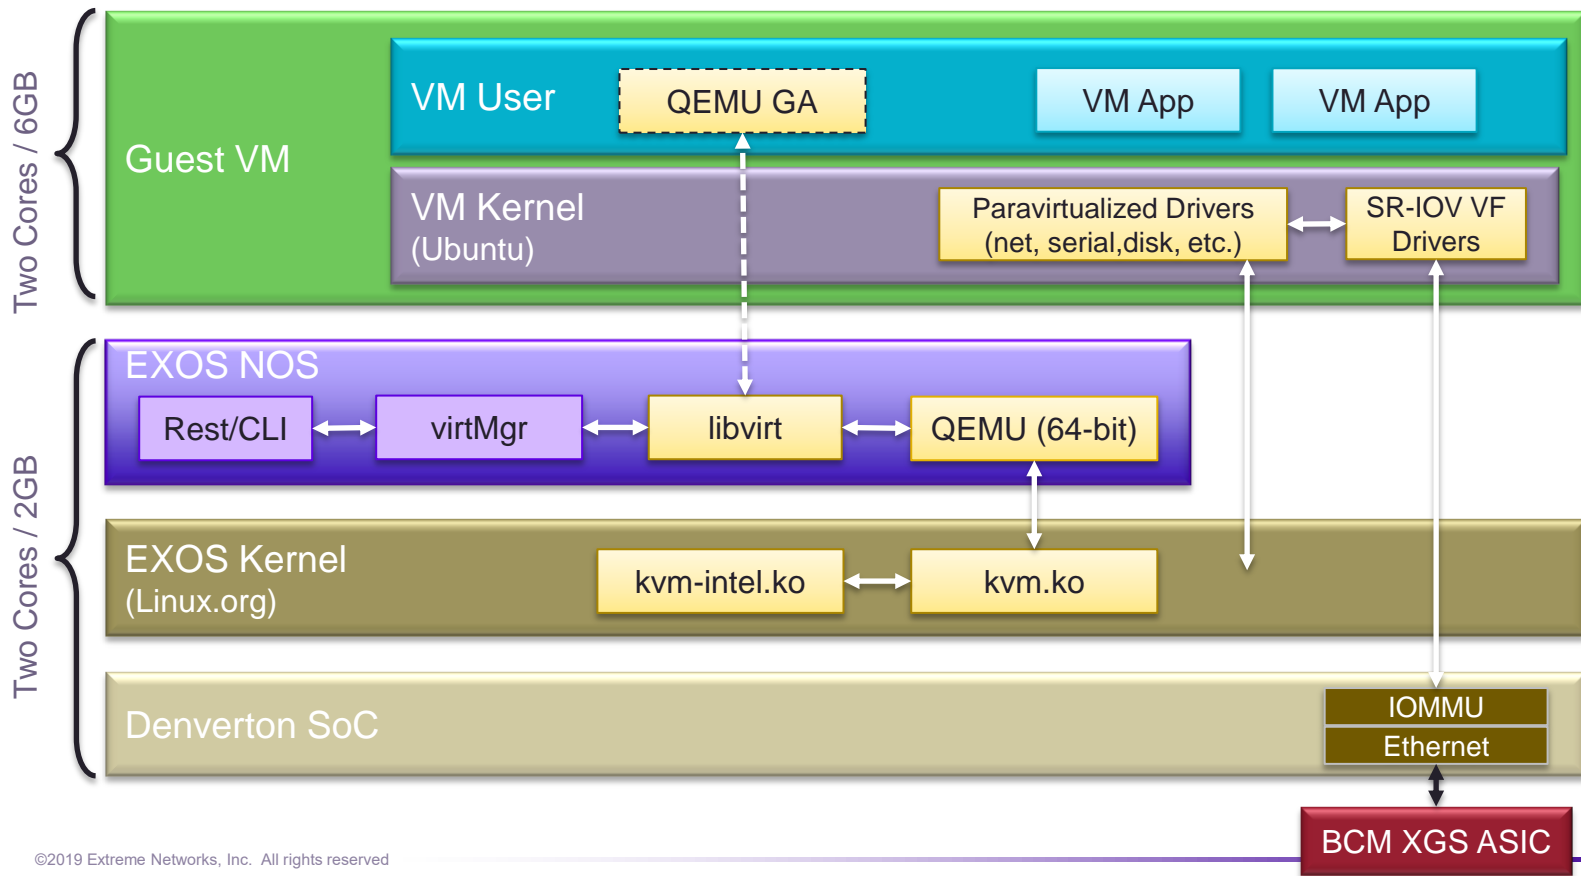 Two Cores / 6GB
Guest VM
VM User
QEMU GA
VM App
VM App
VM Kernel
(Ubuntu)
Paravirtualized Drivers
(net, serial,disk, etc.)
SR-IOV VF
Drivers
Two Cores / 2GB
EXOS NOS
Rest/CLI
virtMgr
libvirt
QEMU (64-bit)
EXOS Kernel
(Linux.org)
kvm-intel.ko
kvm.ko
Denverton SoC
IOMMU
Ethernet
BCM XGS ASIC
©2019 Extreme Networks, Inc.  All rights reserved